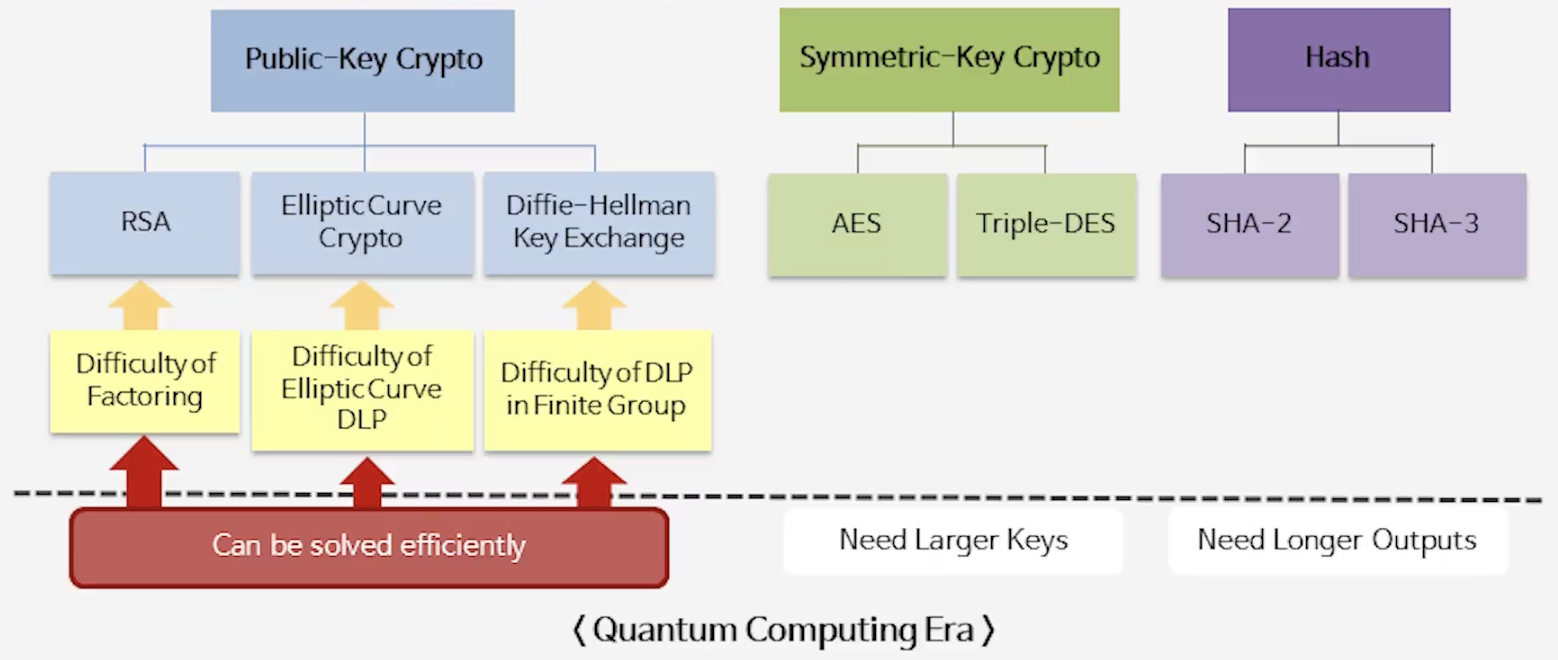 Public-Key Crypto
Symmetric-Key Crypto
Hash
RSA
Elliptic Curve
Crypto
Diffie-Hellman
Key Exchange
AES
Triple-DES
SHA-2
SHA-3
Difficulty of
Factoring
Difficulty of
Elliptic Curve
DLP
Difficulty of DLP
in Finite Group
Can be solved efficiently
Need Larger Keys
Need Longer Outputs
⟨Quantum Computing Era⟩